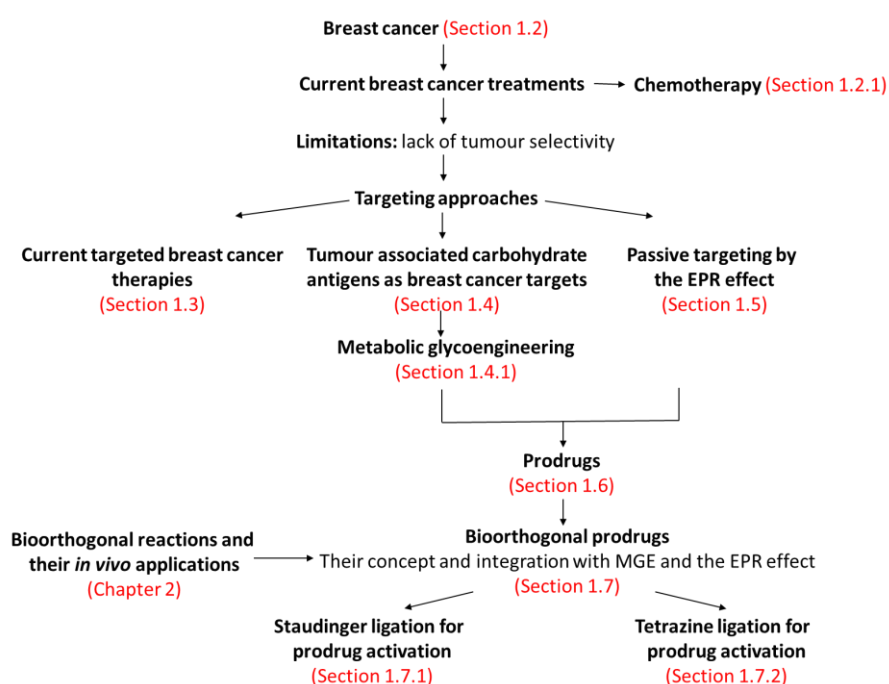 Breast cancer (Section 1.2)
Current breast cancer treatments
Chemotherapy (Section 1.2.1)
Limitations: lack of tumour selectivity
Targeting approaches
Current targeted breast cancer
therapies
(Section 1.3)
Tumour associated carbohydrate
antigens as breast cancer targets
(Section 1.4)
Passive targeting by
the EPR effect
(Section 1.5)
Metabolic glycoengineering
(Section 1.4.1)
Prodrugs
(Section 1.6)
Bioorthogonal reactions and
their in vivo applications
(Chapter 2)
Bioorthogonal prodrugs
Their concept and integration with MGE and the EPR effect
(Section 1.7)
Staudinger ligation for
prodrug activation
(Section 1.7.1)
Tetrazine ligation for
prodrug activation
(Section 1.7.2)